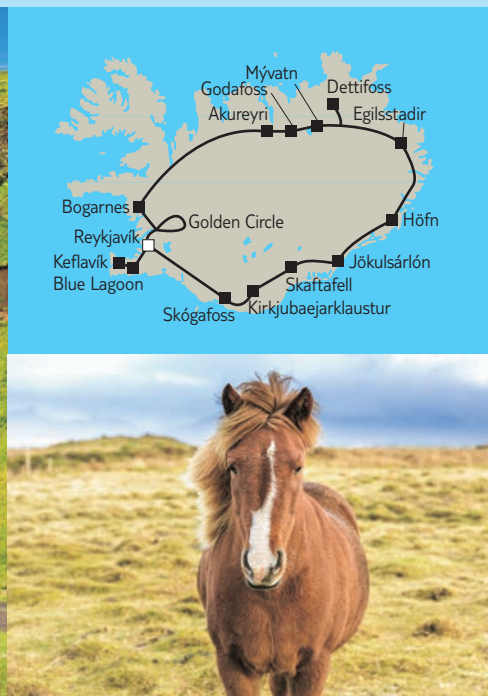 Mývatn
Godafoss
Dettifoss
Akureyri
Egilsstadir
Bogarnes
Golden Circle
Höfn
Reykjavík
Keflavík
Jökulsárlón
Blue Lagoon
Skaftafell
Kirkjubaejarklaustur
Skógafoss